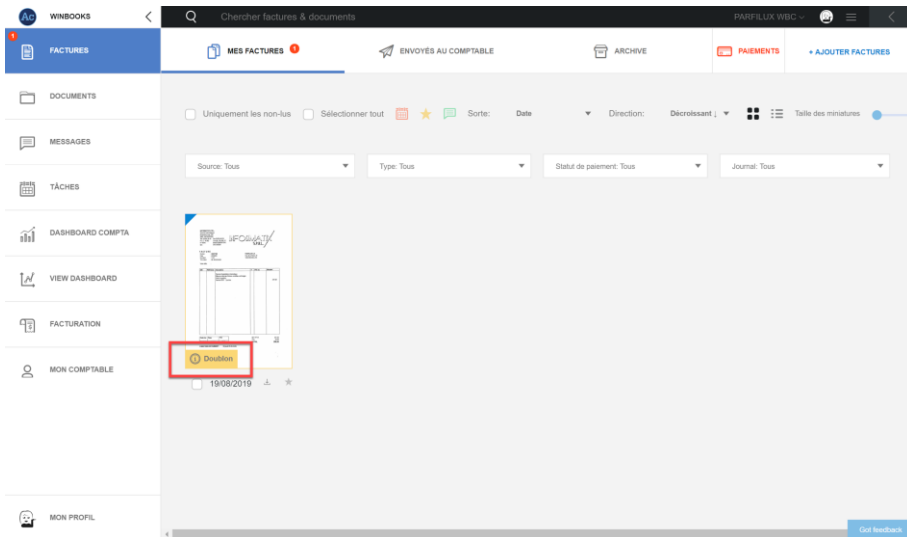 Ac WINBOOKS
Chercher factures & documents
PARFILUX WBC
1
FACTURES
MES FACTURES 1
ENVOYÉS AU COMPTABLE
ARCHIVE
PAIEMENTS
+ AJOUTER FACTURES
DOCUMENTS
MESSAGES
TÂCHES
DASHBOARD COMPTA
VIEW DASHBOARD
FACTURATION
MON COMPTABLE
MON PROFIL
Uniquement les non-lus Sélectionner tout Sorte: Date Direction: Décroissant ↓ Taille des miniatures
Source: Tous Type: Tous Statut de paiement: Tous Journal: Tous
Doublon
19/08/2019
Got feedback